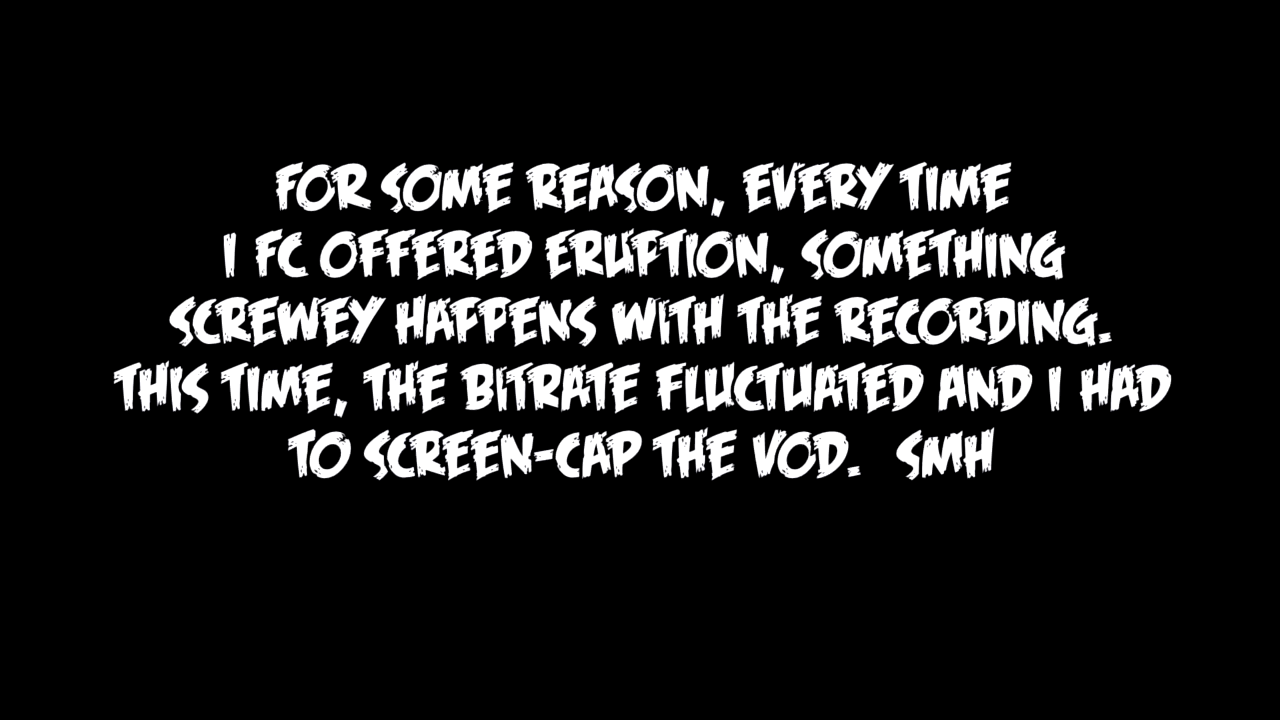 FOR SOME REASON, EVERY TIME
I FC OFFERED ERUPTION, SOMETHING
SCREWEY HAPPENS WITH THE RECORDING.
THIS TIME, THE BITRATE FLUCTUATED AND I HAD
TO SCREEN-CAP THE VOD.  SMH